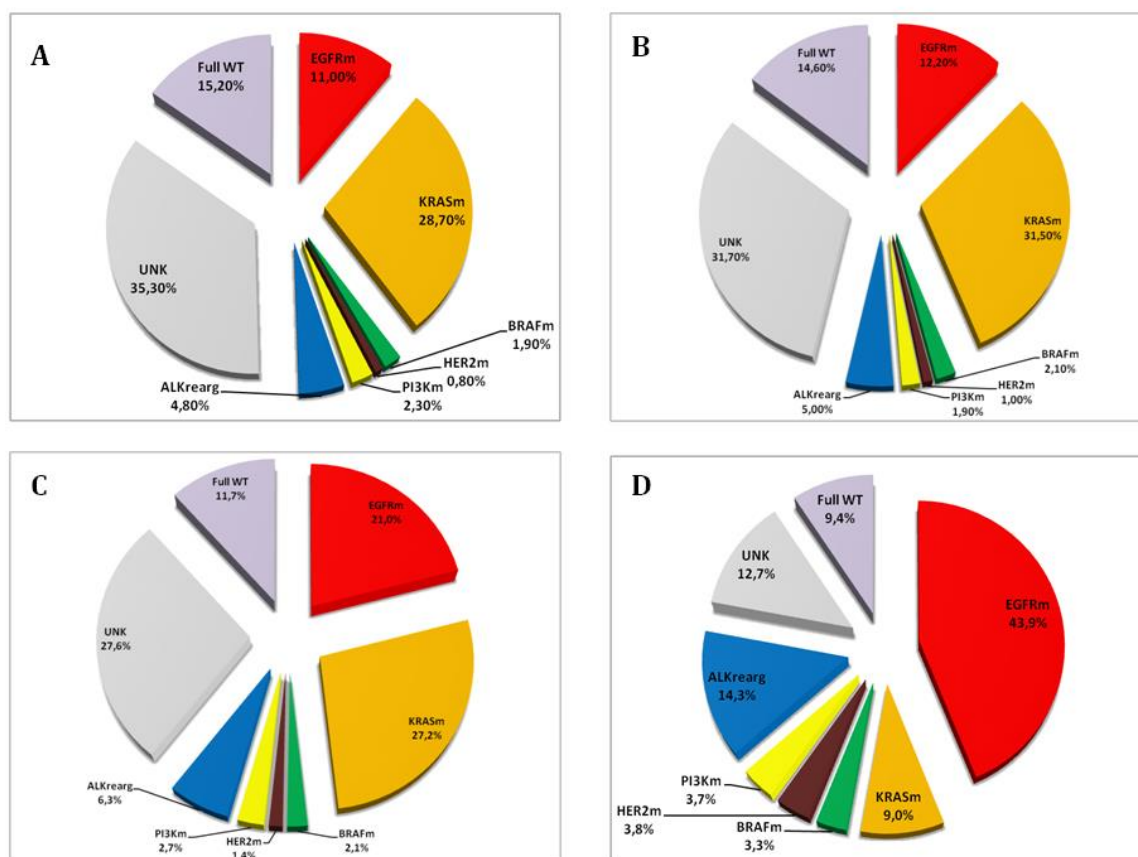 A
Full WT
15,20%
EGFRm
11,00%
KRASm
28,70%
UNK
35,30%
BRAFm
1,90%
HER2m
0,80%
PI3Km
2,30%
ALKrearg
4,80%
B
Full WT
14,60%
EGFRm
12,20%
KRASm
31,50%
UNK
31,70%
BRAFm
2,10%
HER2m
1,00%
PI3Km
1,90%
ALKrearg
5,00%
C
Full WT
11,7%
EGFRm
21,0%
UNK
27,6%
KRASm
27,2%
ALKrearg
6,3%
PI3Km
2,7%
HER2m
1,4%
BRAFm
2,1%
D
Full WT
9,4%
UNK
12,7%
EGFRm
43,9%
ALKrearg
14,3%
PI3Km
3,7%
HER2m
3,8%
BRAFm
3,3%
KRASm
9,0%